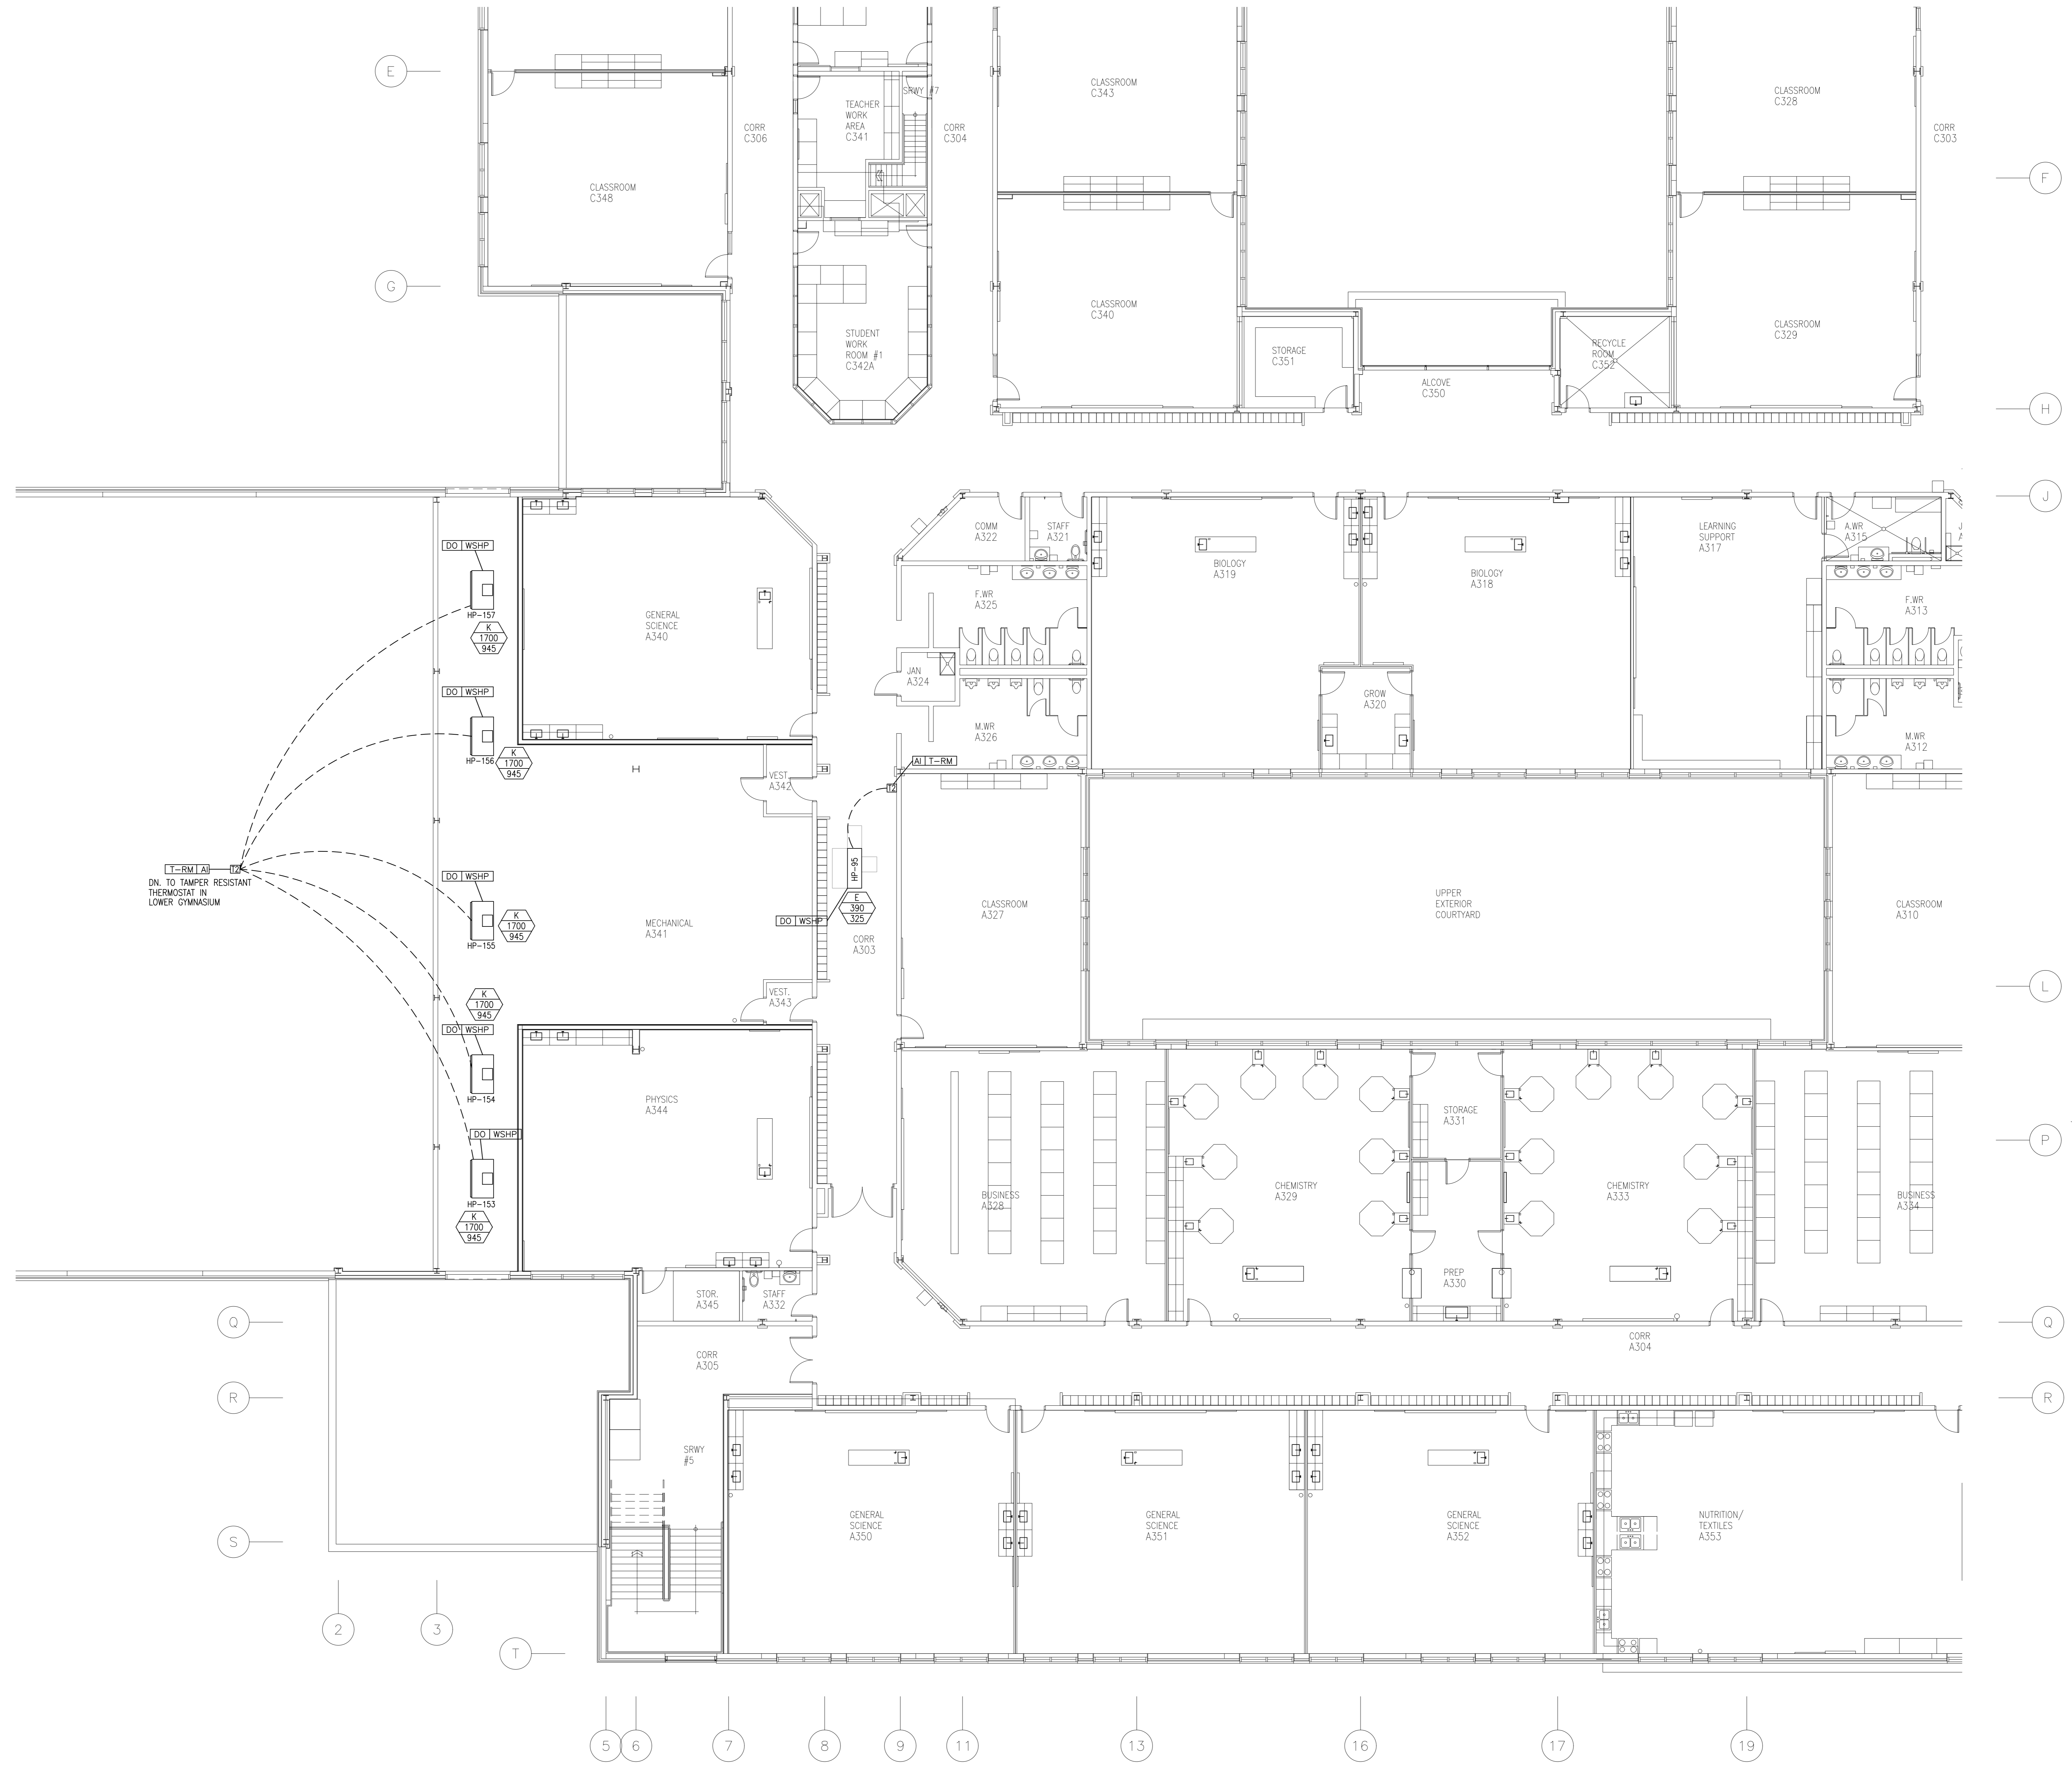 E
CLASSROOM
C348
CORR
C306
TEACHER
WORK
AREA
C341
SRWY #7
CORR
C304
CLASSROOM
C343
CLASSROOM
C328
CORR
C303
F
G
STUDENT
WORK
ROOM #1
C342A
CLASSROOM
C340
STORAGE
C351
ALCOVE
C350
RECYCLE
ROOM
C352
CLASSROOM
C329
H
J
DO WSHP
HP-157
K
1700
945
DO WSHP
HP-156
K
1700
945
T-RM AI
T2
DN. TO TAMPER RESISTANT
THERMOSTAT IN
LOWER GYMNASIUM
DO WSHP
HP-155
K
1700
945
K
1700
945
DO WSHP
HP-154
DO WSHP
HP-153
K
1700
945
GENERAL
SCIENCE
A340
VEST.
A342
MECHANICAL
A341
VEST.
A343
PHYSICS
A344
STOR.
A345
STAFF
A332
CORR
A305
SRWY
#5
COMM
A322
STAFF
A321
F.WR
A325
JAN
A324
M.WR
A326
AI T-RM
T2
HP-95
E
390
325
DO WSHP
CORR
A303
BIOLOGY
A319
BIOLOGY
A318
GROW
A320
LEARNING
SUPPORT
A317
A.WR
A315
J
A
F.WR
A313
M.WR
A312
CLASSROOM
A327
UPPER
EXTERIOR
COURTYARD
CLASSROOM
A310
L
BUSINESS
A328
CHEMISTRY
A329
STORAGE
A331
PREP
A330
CHEMISTRY
A333
BUSINESS
A334
P
Q
CORR
A304
Q
R
R
GENERAL
SCIENCE
A350
GENERAL
SCIENCE
A351
GENERAL
SCIENCE
A352
NUTRITION/
TEXTILES
A353
S
2
3
T
5
6
7
8
9
11
13
16
17
19